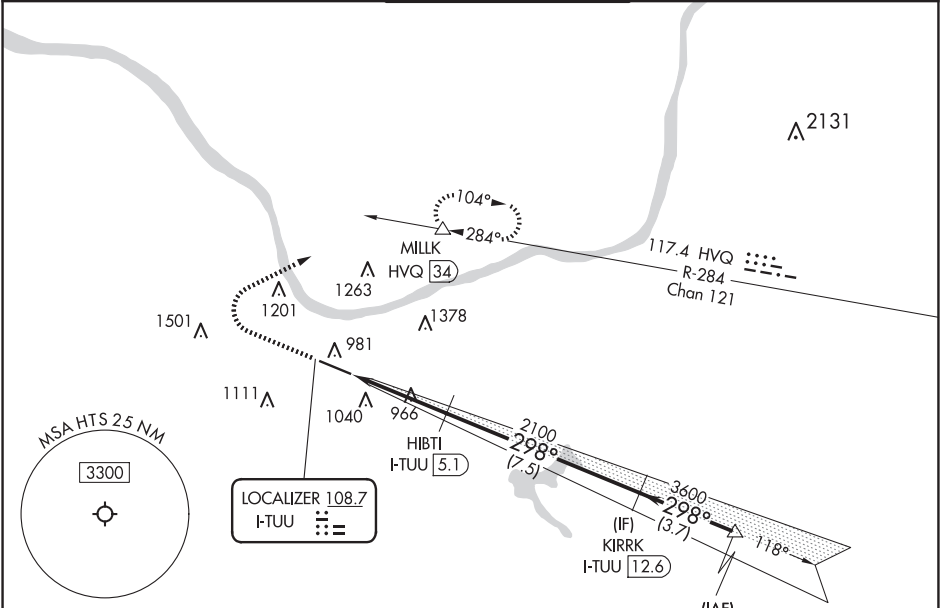 2131
104°
284°
MILLK
HVQ 34
117.4 HVQ
R-284
Chan 121
1263
1201
1378
1501
981
1111
1040
966
HIBTI
I-TUU 5.1
2100
298°
(7.5)
3600
298°
(3.7)
118°
(IF)
KIRRK
I-TUU 12.6
(IAF)
MSA HTS 25 NM
3300
LOCALIZER 108.7
I-TUU